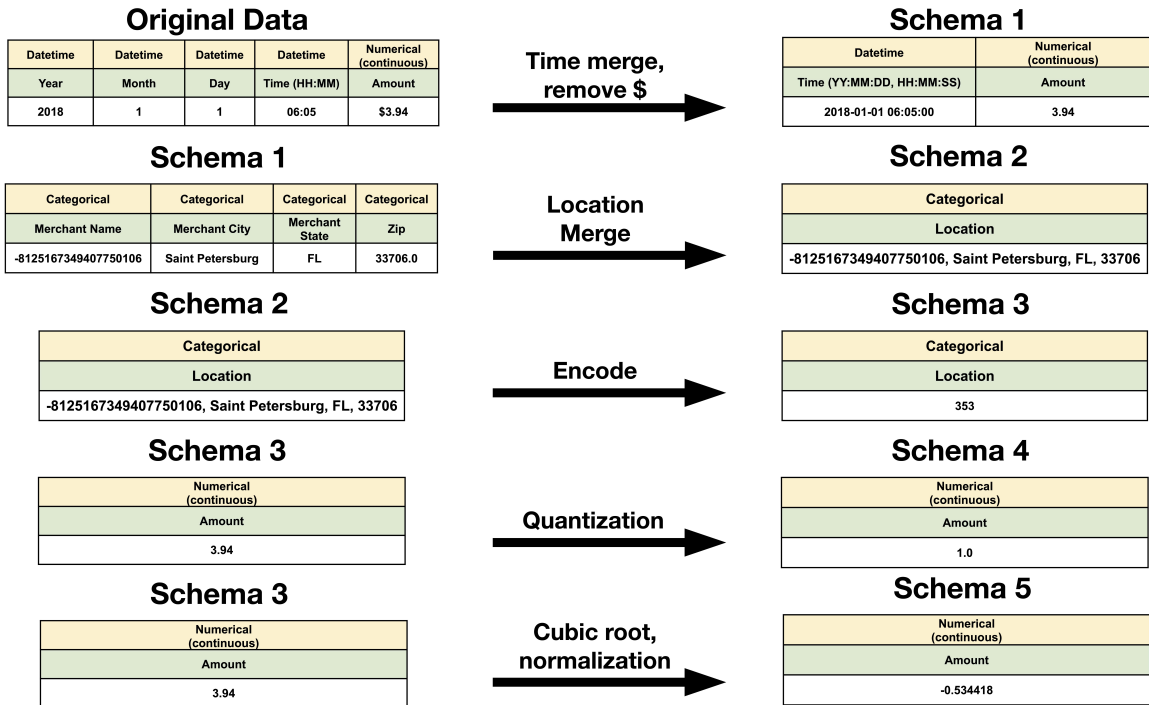 Original Data
Datetime Datetime Datetime Datetime Numerical (continuous)
Year Month Day Time (HH:MM) Amount
2018 1 1 06:05 $3.94
Time merge,
remove $
Schema 1
Datetime Numerical (continuous)
Time (YY:MM:DD, HH:MM:SS) Amount
2018-01-01 06:05:00 3.94
Schema 1
Categorical Categorical Categorical Categorical
Merchant Name Merchant City Merchant State Zip
-8125167349407750106 Saint Petersburg FL 33706.0
Location
Merge
Schema 2
Categorical
Location
-8125167349407750106, Saint Petersburg, FL, 33706
Schema 2
Categorical
Location
-8125167349407750106, Saint Petersburg, FL, 33706
Encode
Schema 3
Categorical
Location
353
Schema 3
Numerical
(continuous)
Amount
3.94
Quantization
Schema 4
Numerical
(continuous)
Amount
1.0
Schema 3
Numerical
(continuous)
Amount
3.94
Cubic root,
normalization
Schema 5
Numerical
(continuous)
Amount
-0.534418